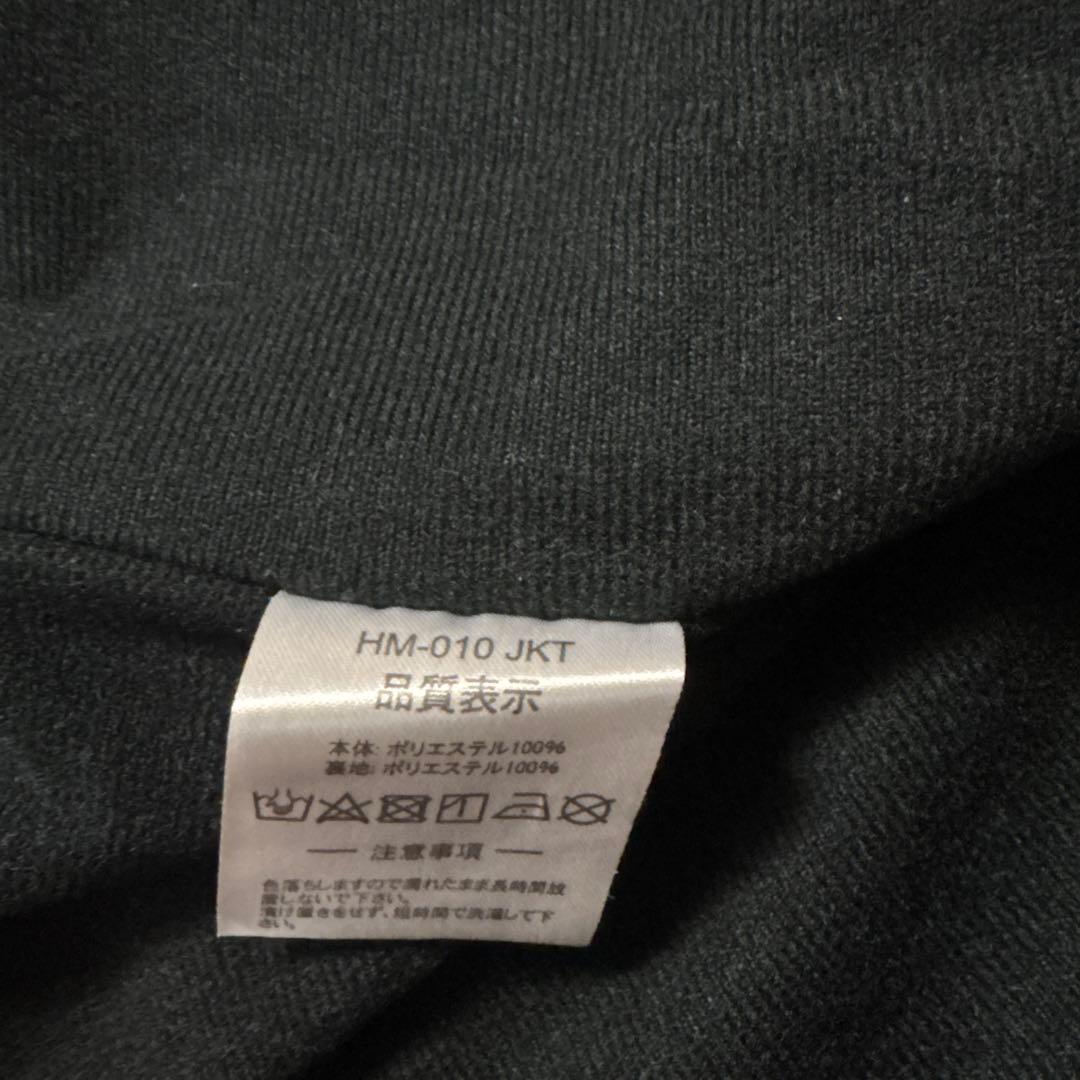 HM-010 JKT
品質表示
本体: ポリエステル100%
裏地: ポリエステル100%
注意事項
色落ちしますので濡れたまま長時間放
置しないで下さい。
漬け置きをせず、短時間で洗濯して下
さい。